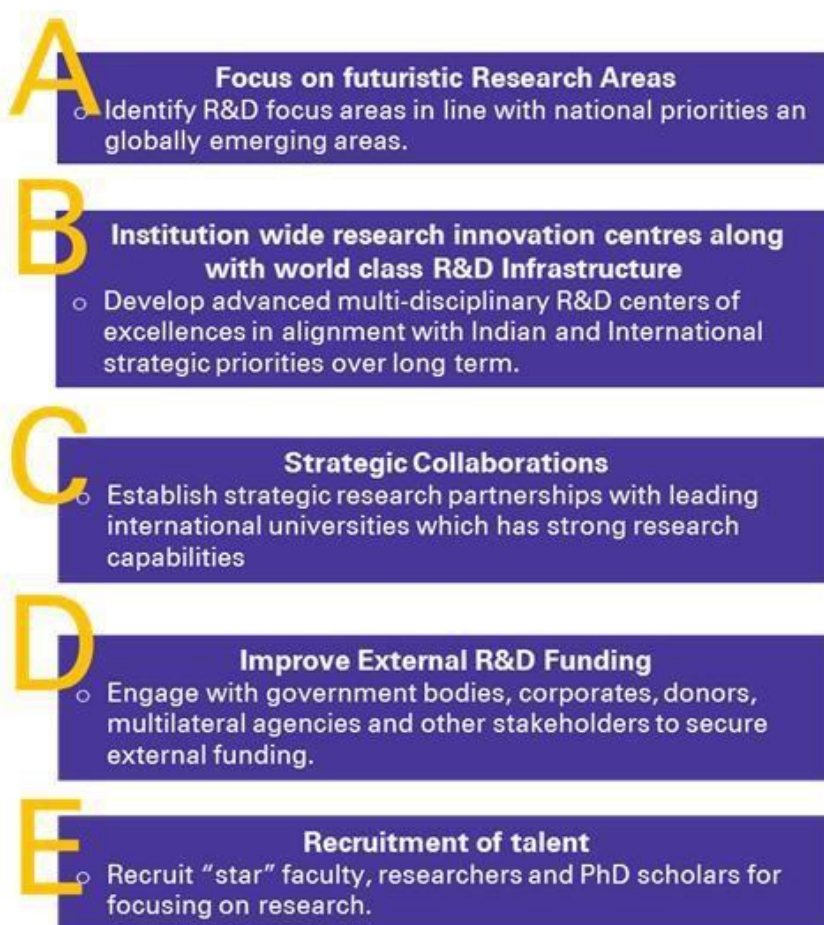 A
Focus on futuristic Research Areas
o Identify R&D focus areas in line with national priorities an
globally emerging areas.
B
Institution wide research innovation centres along
with world class R&D Infrastructure
o Develop advanced multi-disciplinary R&D centers of
excellences in alignment with Indian and International
strategic priorities over long term.
C
Strategic Collaborations
o Establish strategic research partnerships with leading
international universities which has strong research
capabilities
D
Improve External R&D Funding
o Engage with government bodies, corporates, donors,
multilateral agencies and other stakeholders to secure
external funding.
E
Recruitment of talent
o Recruit “star” faculty, researchers and PhD scholars for
focusing on research.